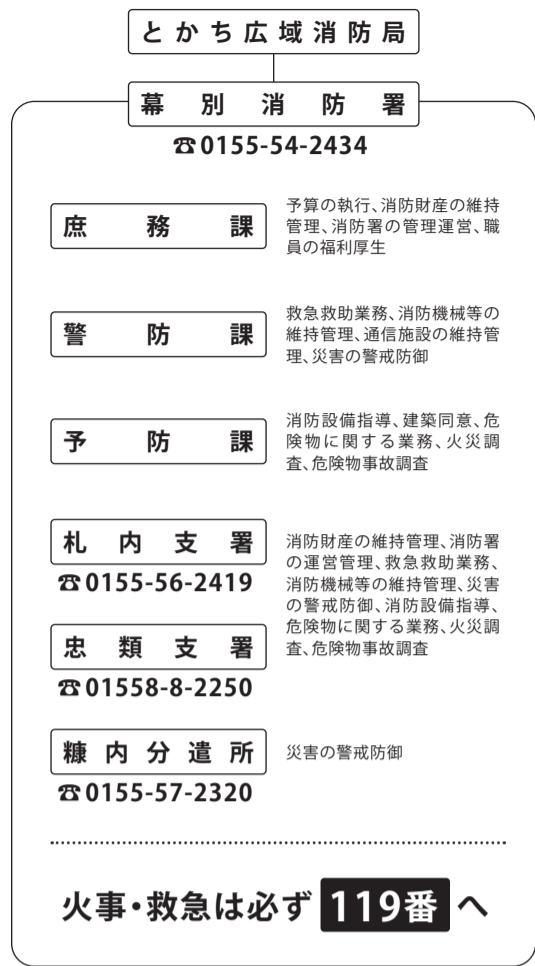 とかち広域消防局
幕別消防署
☎0155-54-2434
庶務課
予算の執行、消防財産の維持
管理、消防署の管理運営、職
員の福利厚生
警防課
救急救助業務、消防機械等の
維持管理、通信施設の維持管
理、災害の警戒防御
予防課
消防設備指導、建築同意、危
険物に関する業務、火災調
査、危険物事故調査
札内支署
☎0155-56-2419
忠類支署
☎01558-8-2250
消防財産の維持管理、消防署
の運営管理、救急救助業務、
消防機械等の維持管理、災害
の警戒防御、消防設備指導、
危険物に関する業務、火災調
査、危険物事故調査
糠内分遣所
☎0155-57-2320
災害の警戒防御
火事・救急は必ず119番へ